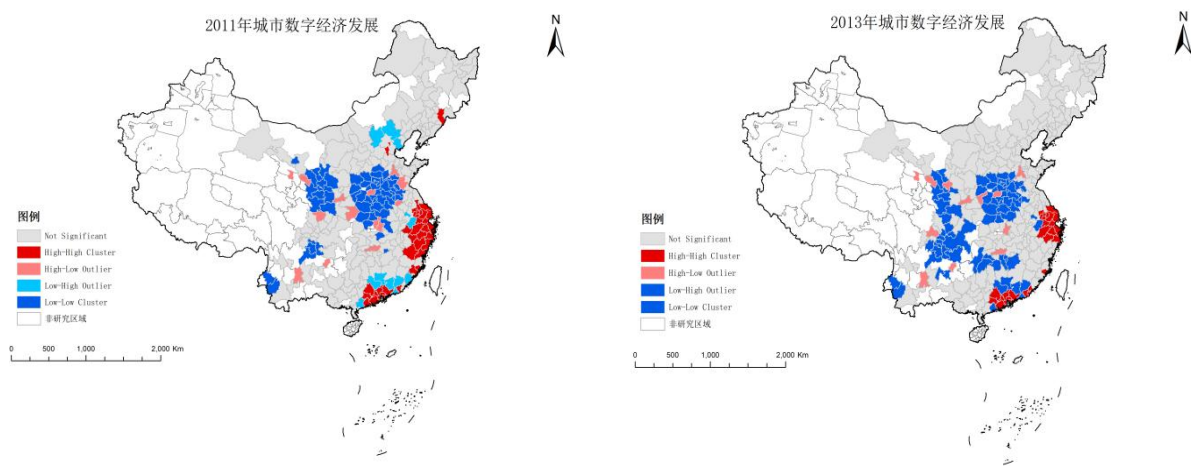 2011年城市数字经济发展
N
图例
Not Significant
High-High Cluster
High-Low Outlier
Low-High Outlier
Low-Low Cluster
非研究区域
0 500 1,000 2,000 Km
2013年城市数字经济发展
N
图例
Not Significant
High-High Cluster
High-Low Outlier
Low-High Outlier
Low-Low Cluster
非研究区域
0 500 1,000 2,000 Km